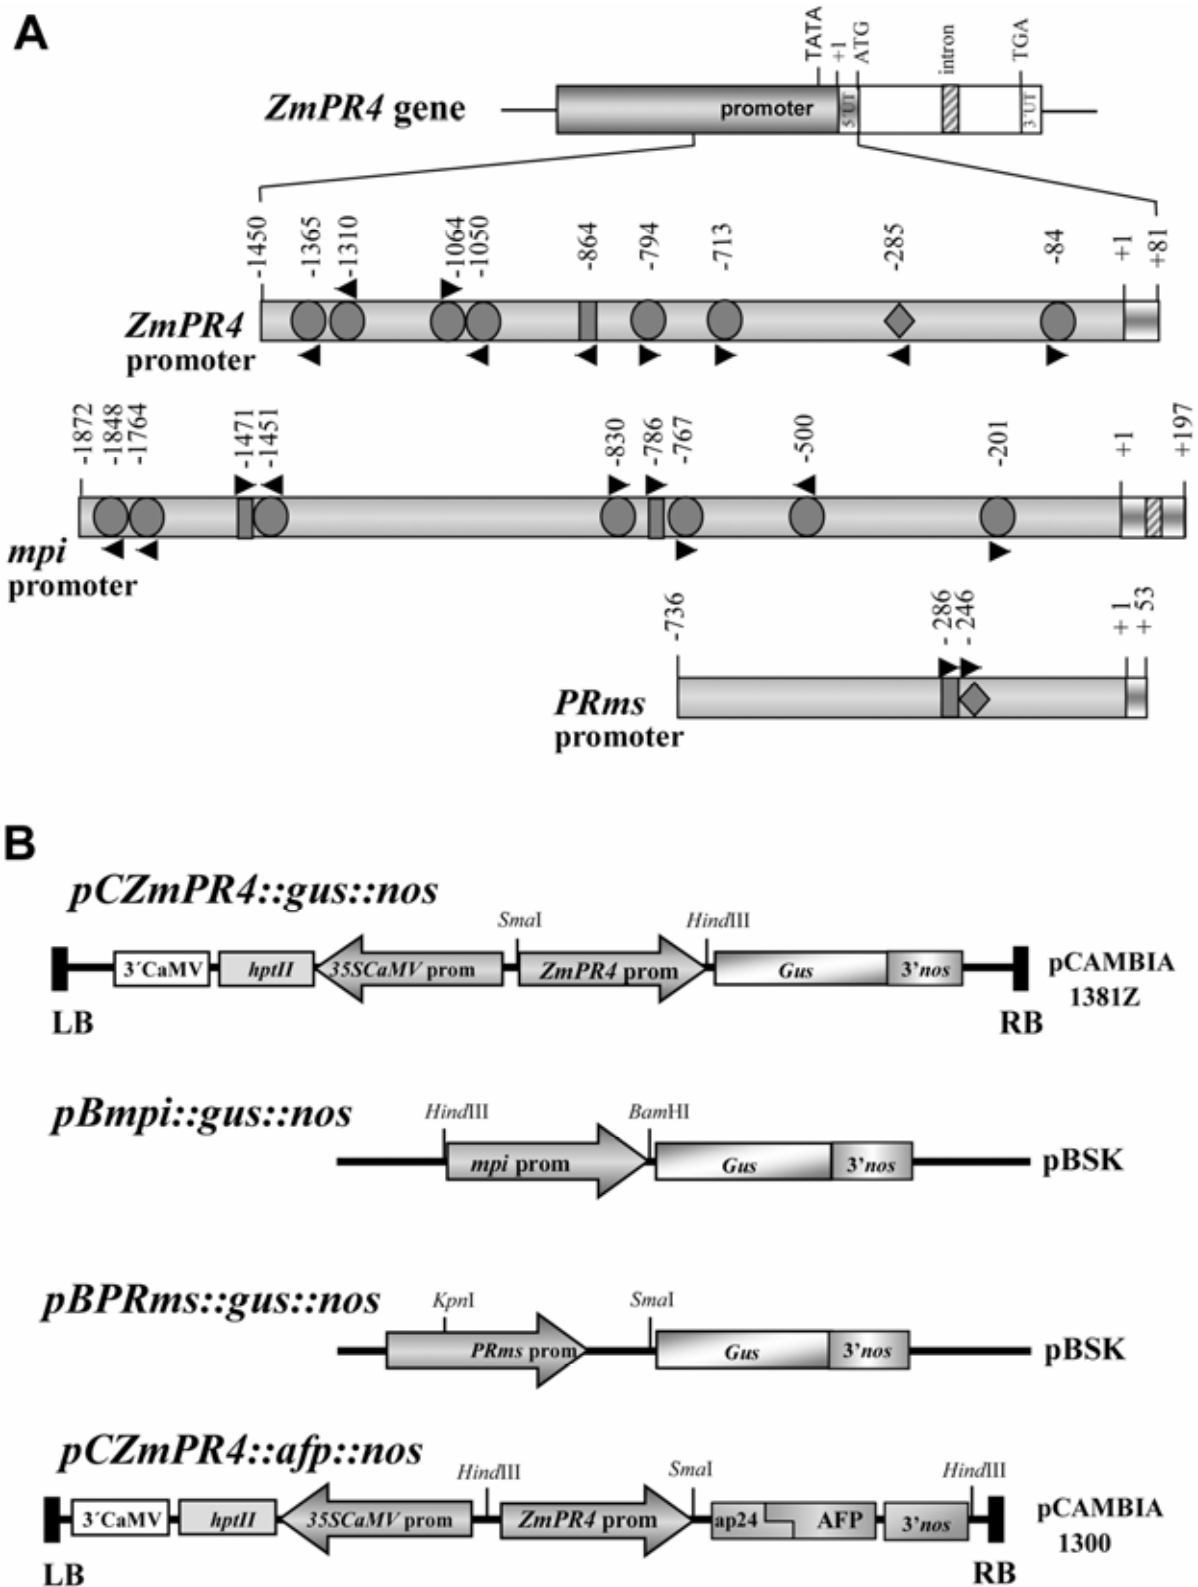 A
TATA
+1
ATG
intron
TGA
ZmPR4 gene
promoter
5´UT
3´UT
-1450
-1365
-1310
-1064
-1050
-864
-794
-713
-285
-84
+1
+81
ZmPR4
promoter
-1872
-1848
-1764
-1471
-1451
-830
-786
-767
-500
-201
+1
+197
mpi
promoter
-736
- 286
- 246
+ 1
+ 53
PRms
promoter
B
pCZmPR4::gus::nos
SmaI
HindIII
3´CaMV
hptII
35SCaMV prom
ZmPR4 prom
Gus
3’nos
pCAMBIA
1381Z
LB
RB
pBmpi::gus::nos
HindIII
BamHI
mpi prom
Gus
3’nos
pBSK
pBPRms::gus::nos
KpnI
SmaI
PRms prom
Gus
3’nos
pBSK
pCZmPR4::afp::nos
HindIII
SmaI
HindIII
3´CaMV
hptII
35SCaMV prom
ZmPR4 prom
ap24
AFP
3’nos
pCAMBIA
1300
LB
RB